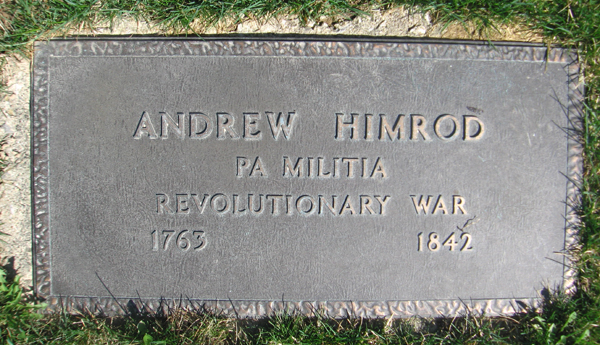 ANDREW HIMROD
PA MILITIA
REVOLUTIONARY WAR
1763 1842